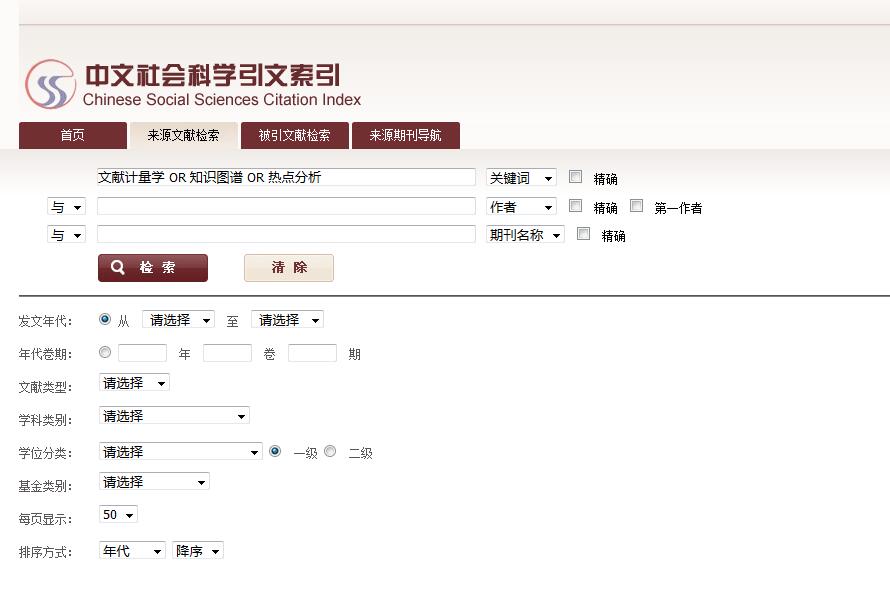 中文社会科学引文索引
Chinese Social Sciences Citation Index
首页 来源文献检索 被引文献检索 来源期刊导航
文献计量学 OR 知识图谱 OR 热点分析 关键词 精确
与 作者 精确 第一作者
与 期刊名称 精确
检 索 清 除
发文年代： 从 请选择 至 请选择
年代卷期： 年 卷 期
文献类型： 请选择
学科类别： 请选择
学位分类： 请选择 一级 二级
基金类别： 请选择
每页显示： 50
排序方式： 年代 降序